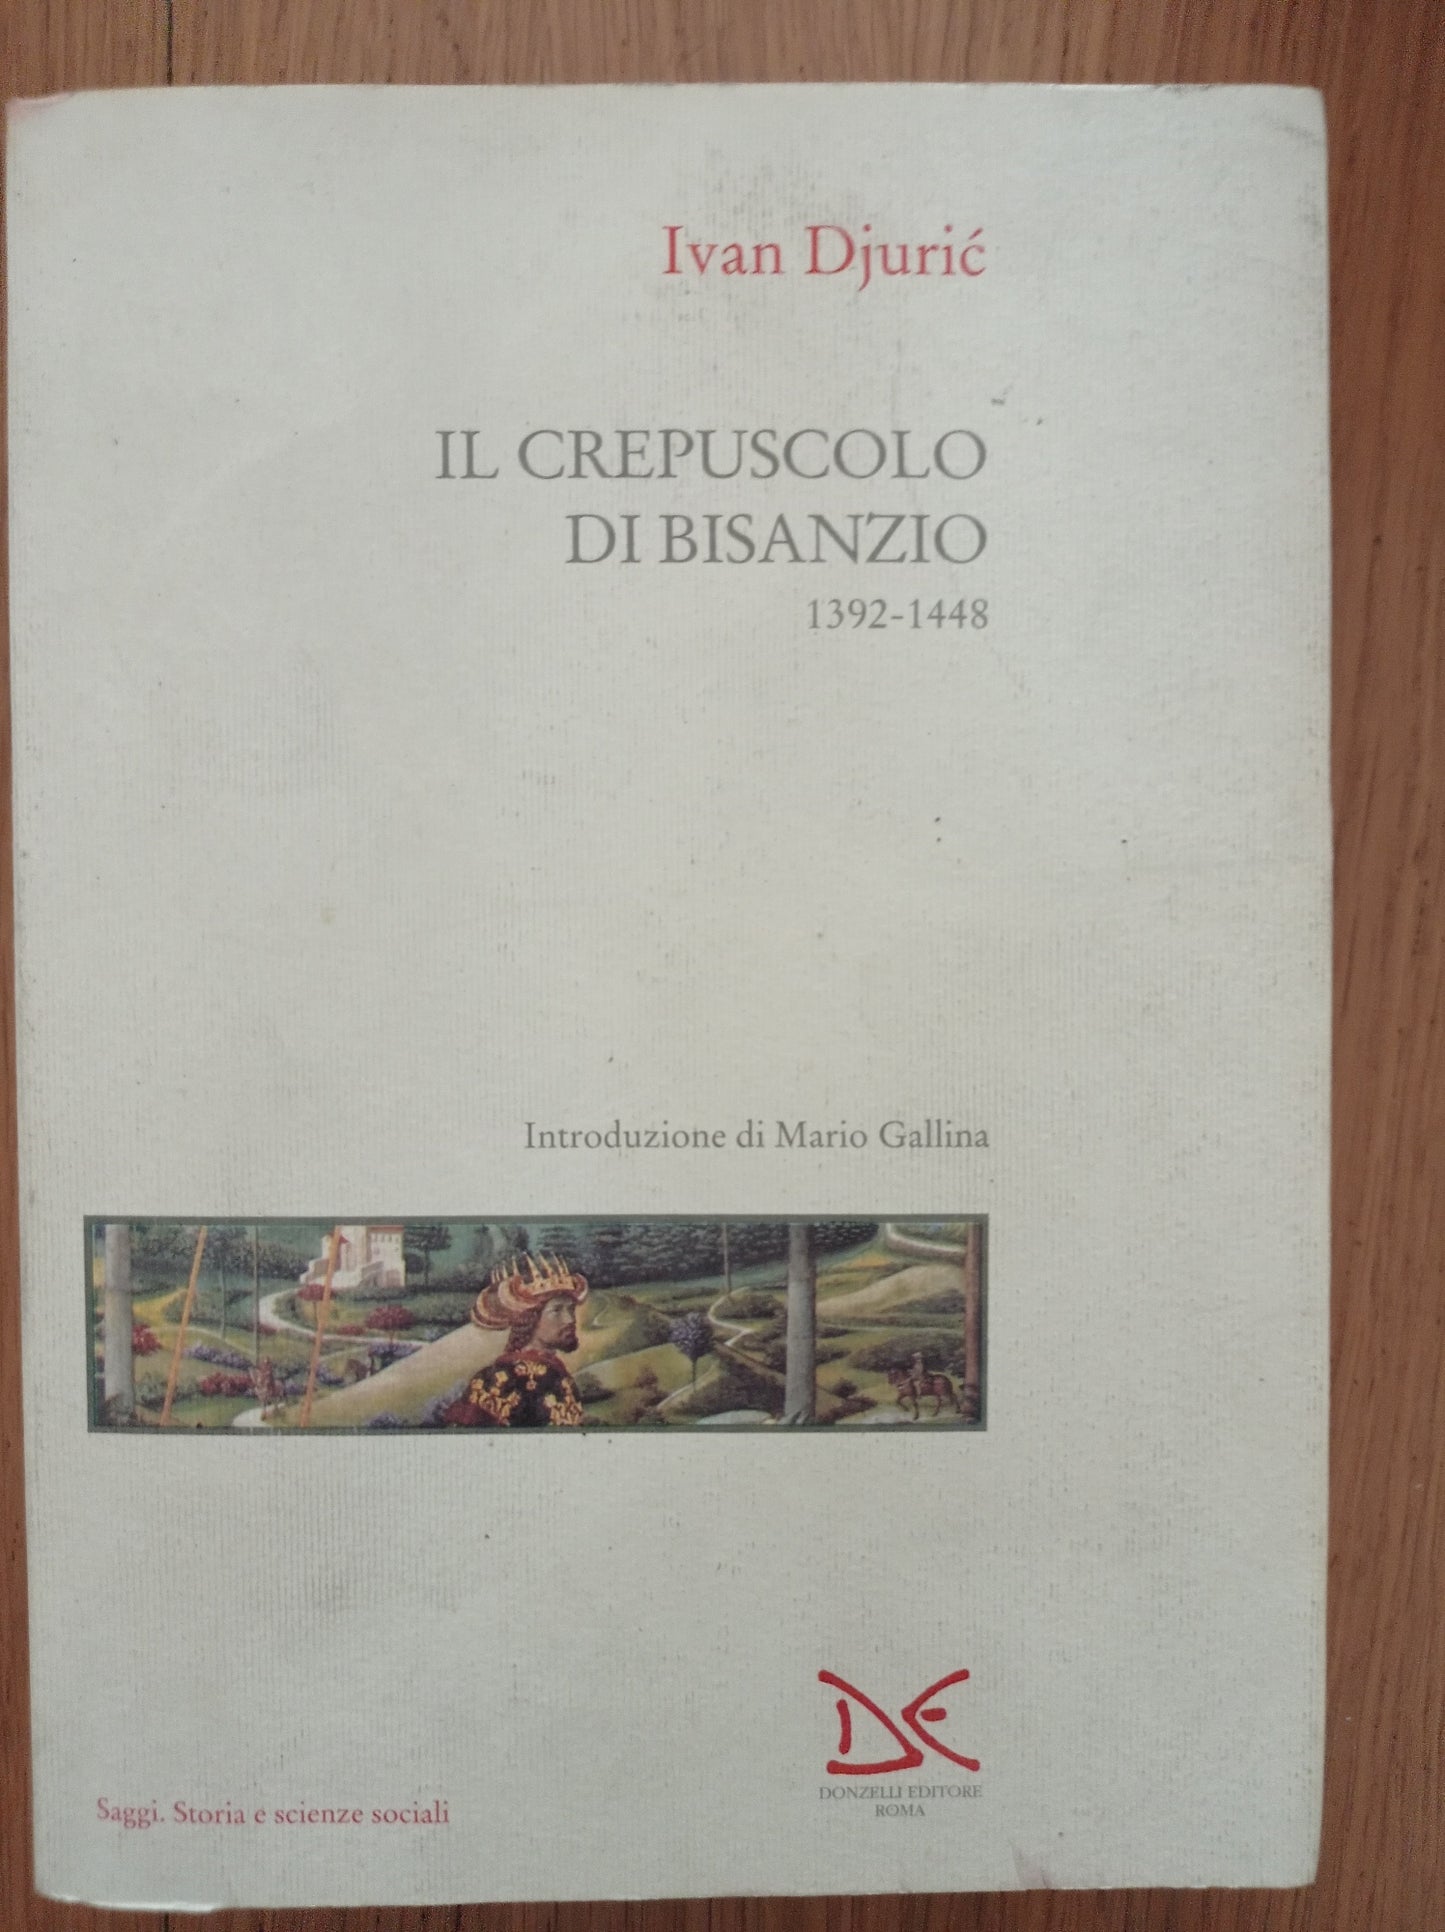 Ivan Djurić
IL CREPUSCOLO
DI BISANZIO
1392-1448
Introduzione di Mario Gallina
DE
DONZELLI EDITORE
ROMA
Saggi. Storia e scienze sociali